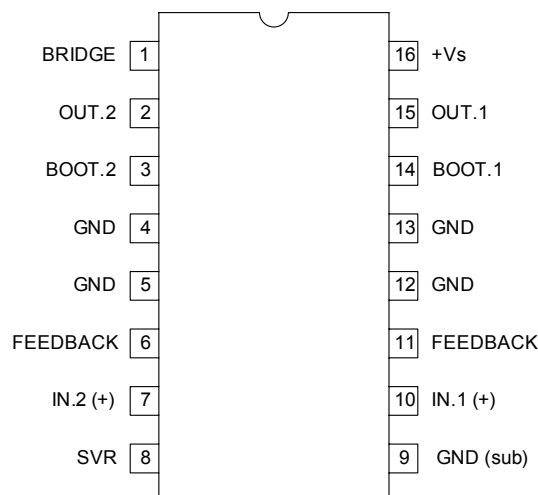 BRIDGE 1 16 +Vs
OUT.2 2 15 OUT.1
BOOT.2 3 14 BOOT.1
GND 4 13 GND
GND 5 12 GND
FEEDBACK 6 11 FEEDBACK
IN.2 (+) 7 10 IN.1 (+)
SVR 8 9 GND (sub)